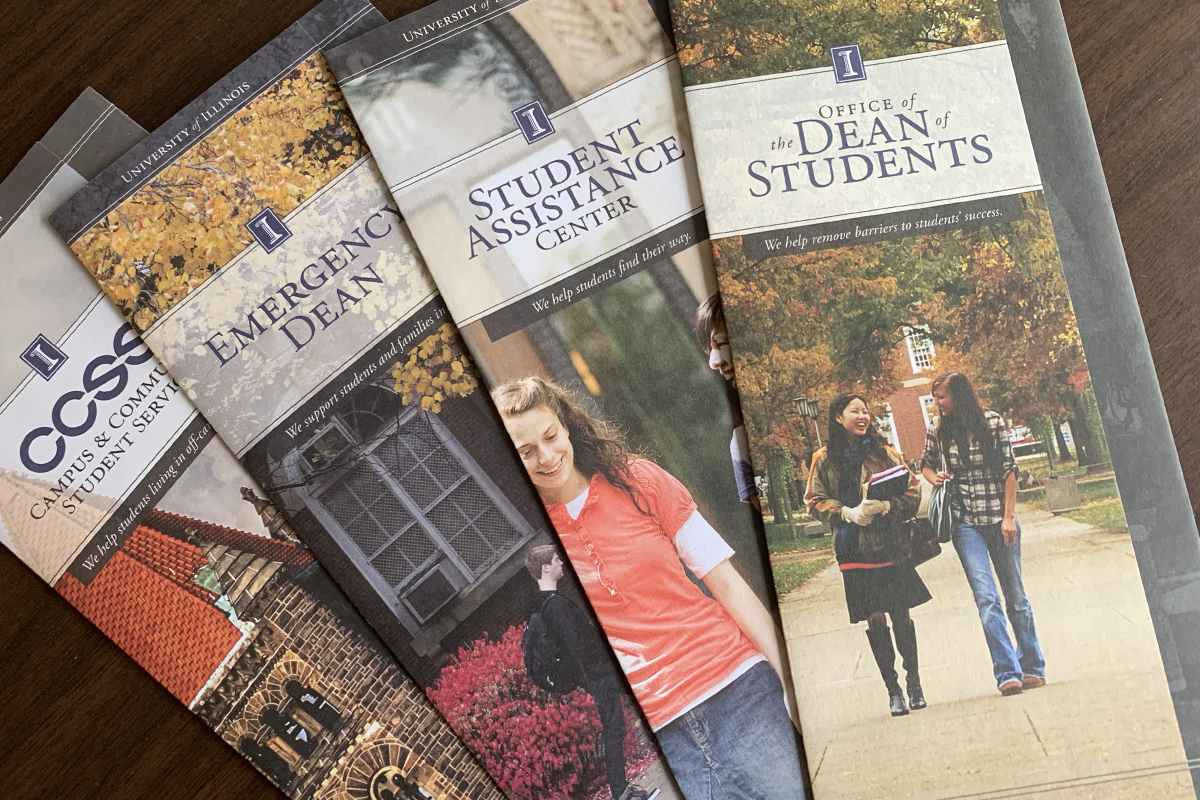 I
CCSS
CAMPUS & COMMU
STUDENT SERVIC
We help students living in off-ca
UNIVERSITY of ILLINOIS
I
EMERGENCY
DEAN
We support students and families in
UNIVERSITY of IL
I
STUDENT
ASSISTANCE
CENTER
We help students find their way.
I
OFFICE of
the DEAN of
STUDENTS
We help remove barriers to students' success.